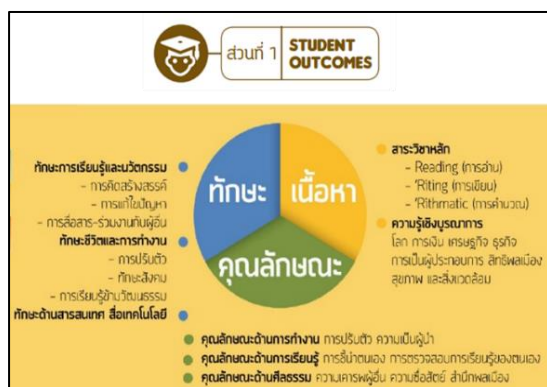 ส่วนที่ 1
STUDENT
OUTCOMES
ทักษะ
เนื้อหา
คุณลักษณะ
ทักษะการเรียนรู้และนวัตกรรม
- การคิดสร้างสรรค์
- การแก้ไขปัญหา
- การสื่อสาร-ร่วมงานกับผู้อื่น
ทักษะชีวิตและการทำงาน
- การปรับตัว
- ทักษะสังคม
- การเรียนรู้ข้ามวัฒนธรรม
ทักษะด้านสารสนเทศ สื่อเทคโนโลยี
สาระวิชาหลัก
- Reading (การอ่าน)
- 'Riting (การเขียน)
- 'Rithmatic (การคำนวณ)
ความรู้เชิงบูรณาการ
โลก การเงิน เศรษฐกิจ ธุรกิจ
การเป็นผู้ประกอบการ สิทธิพลเมือง
สุขภาพ และสิ่งแวดล้อม
คุณลักษณะด้านการทำงาน การปรับตัว ความเป็นผู้นำ
คุณลักษณะด้านการเรียนรู้ การชี้นำตนเอง การตรวจสอบการเรียนรู้ของตนเอง
คุณลักษณะด้านศีลธรรม ความเคารพผู้อื่น ความซื่อสัตย์ สำนึกพลเมือง